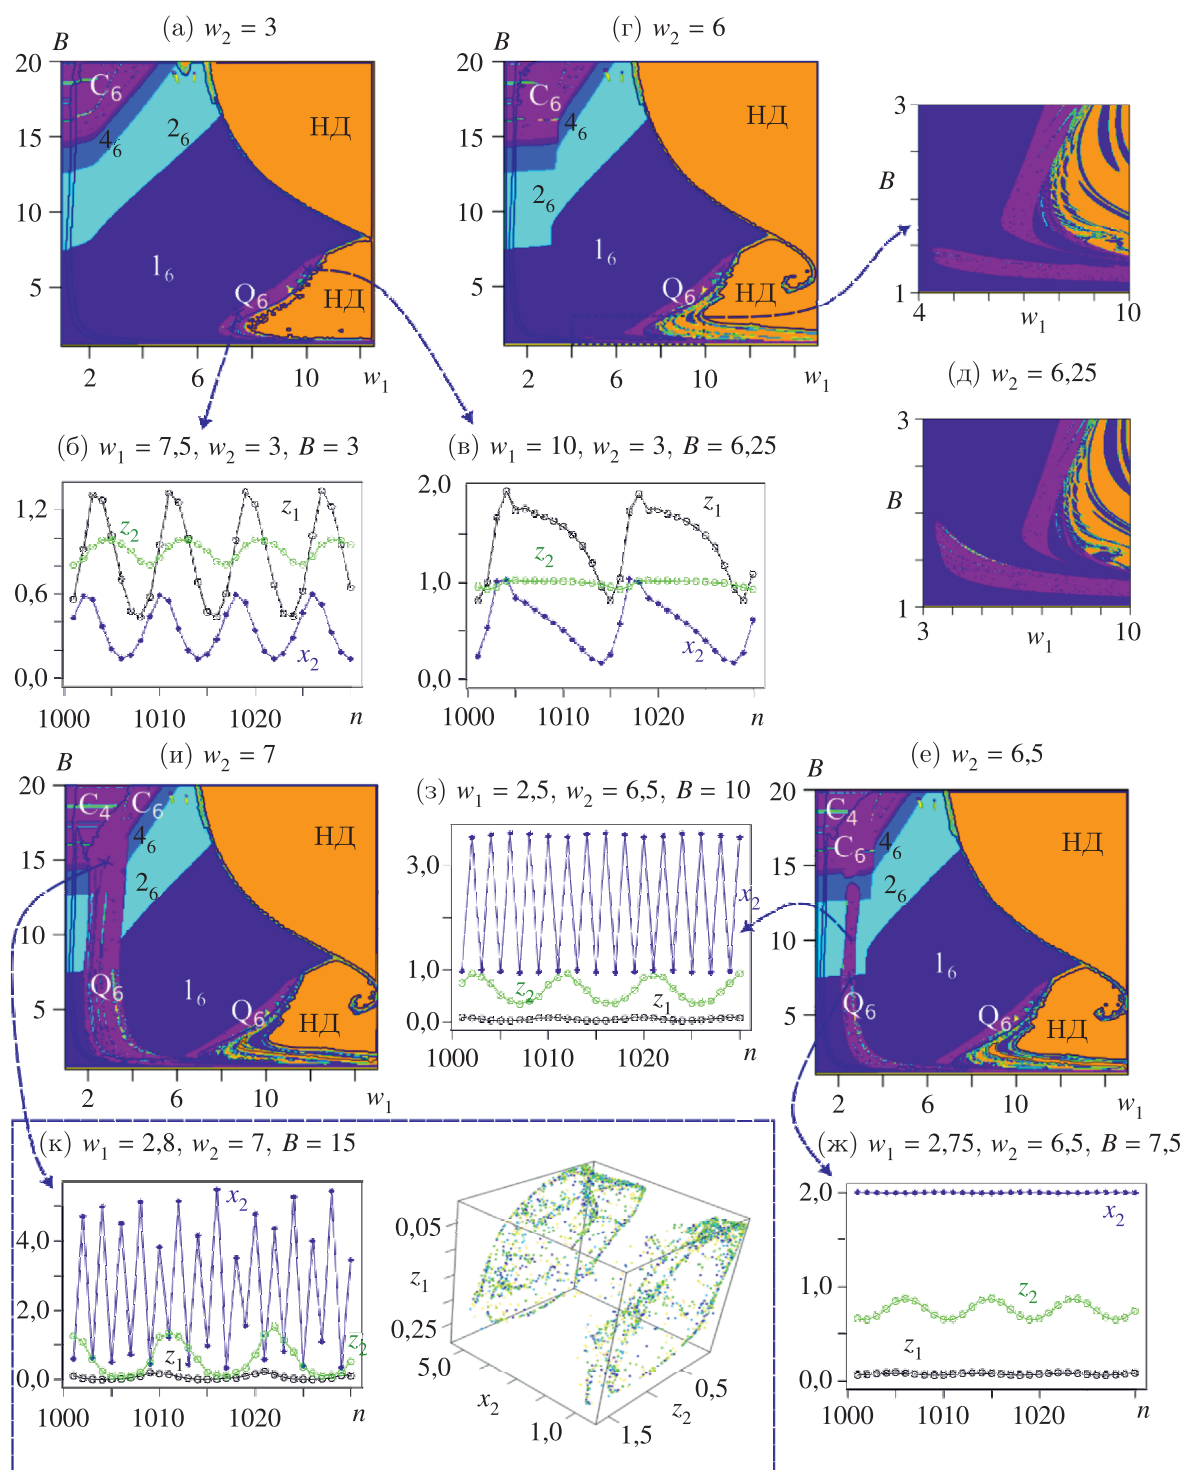 (а) w₂ = 3
B
20
15
10
5
C₆
4₆
2₆
1₆
Q₆
НД
НД
2
6
10
w₁
(г) w₂ = 6
B
20
15
10
5
C₆
4₆
2₆
1₆
Q₆
НД
НД
2
6
10
w₁
3
B
1
4
w₁
10
(д) w₂ = 6,25
3
B
1
3
w₁
10
(б) w₁ = 7,5, w₂ = 3, B = 3
1,2
0,6
0,0
z₁
z₂
x₂
1000
1010
1020
n
(в) w₁ = 10, w₂ = 3, B = 6,25
2,0
1,0
0,0
z₁
z₂
x₂
1000
1010
1020
n
(и) w₂ = 7
B
20
15
10
5
C₄
C₆
4₆
2₆
1₆
Q₆
Q₆
НД
НД
2
6
10
w₁
(з) w₁ = 2,5, w₂ = 6,5, B = 10
3,0
1,0
0,0
x₂
z₂
z₁
1000
1010
1020
n
(е) w₂ = 6,5
B
20
15
10
5
C₄
C₆
4₆
2₆
1₆
Q₆
Q₆
НД
НД
2
6
10
w₁
(к) w₁ = 2,8, w₂ = 7, B = 15
4,0
2,0
0,0
x₂
z₁
z₂
1000
1010
1020
n
0,05
z₁
0,25
5,0
x₂
1,0
0,5
z₂
1,5
(ж) w₁ = 2,75, w₂ = 6,5, B = 7,5
2,0
1,0
0,0
x₂
z₂
z₁
1000
1020
n